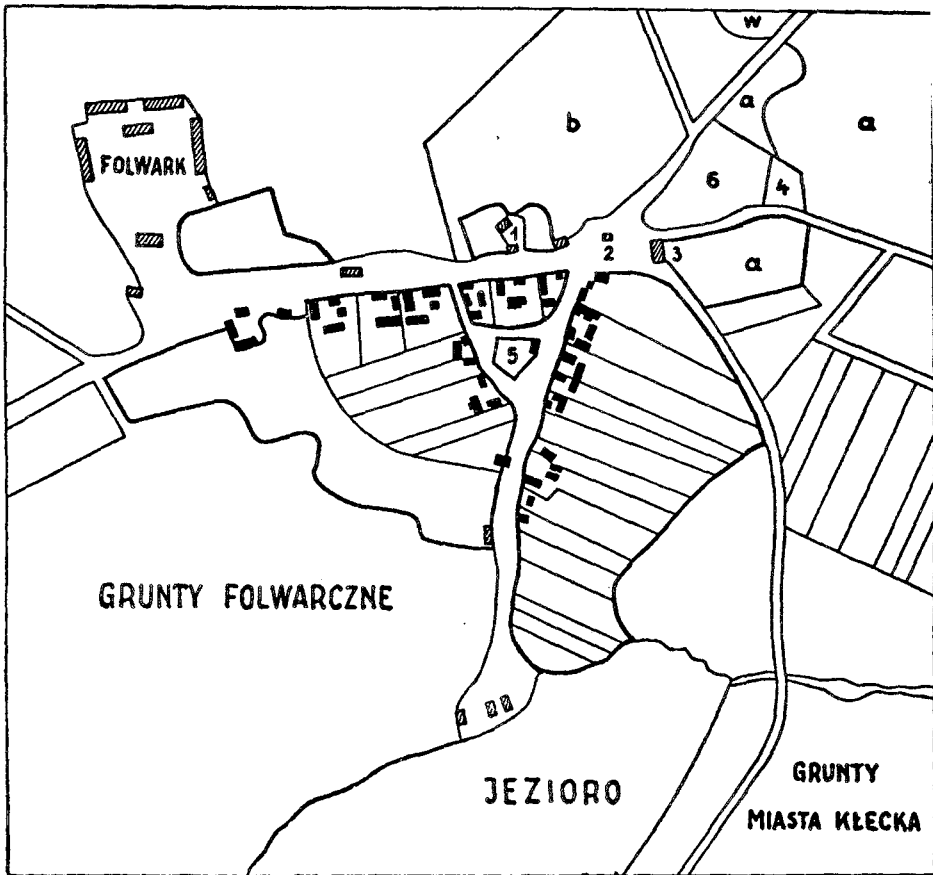 w
a
a
b
FOLWARK
6
4
1
2
3
a
5
GRUNTY FOLWARCZNE
JEZIORO
GRUNTY
MIASTA KŁECKA